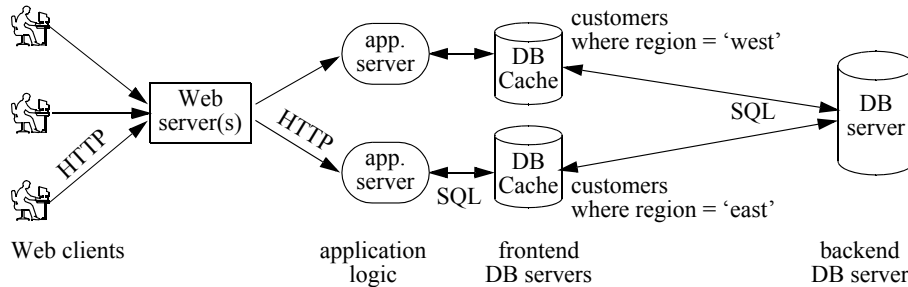 customers
where region = ‘west’
app.
server
DB
Cache
Web
server(s)
SQL
DB
server
HTTP
HTTP
app.
server
DB
Cache
SQL
customers
where region = ‘east’
Web clients
application
logic
frontend
DB servers
backend
DB server